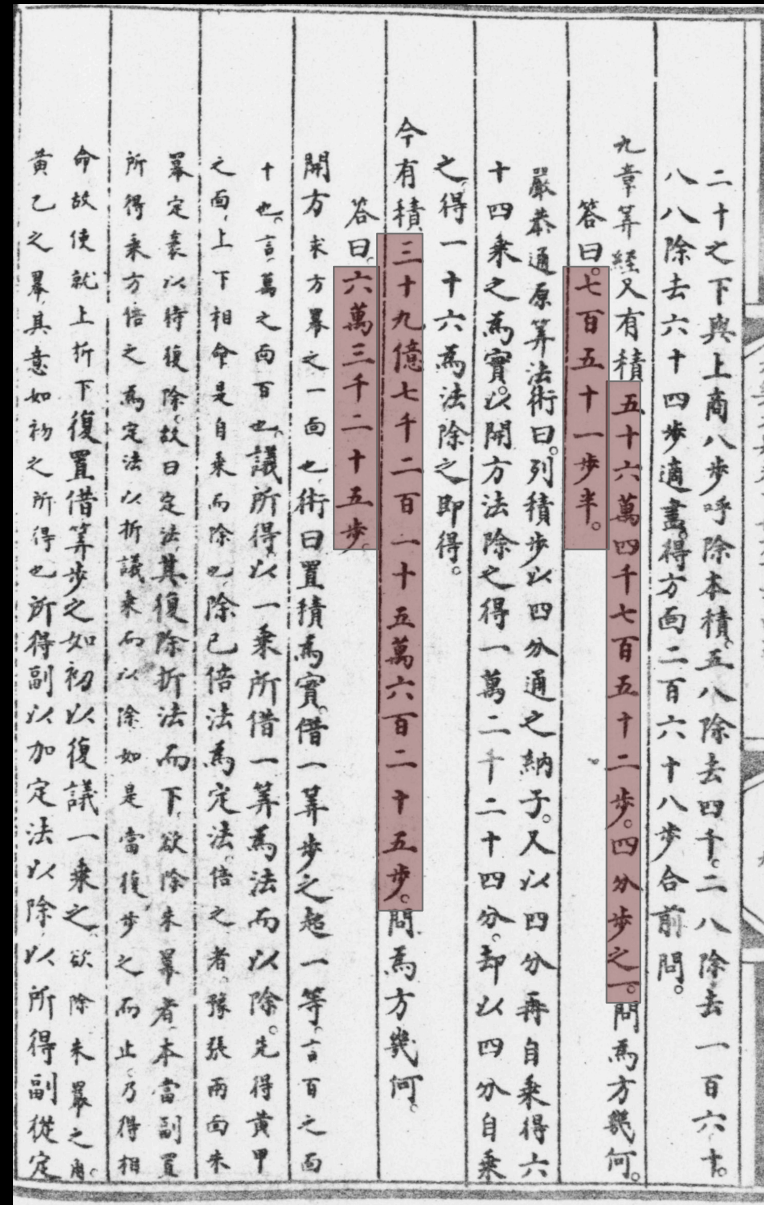 二十之下與上商八步呼除本積。五八除去四千。二八除去一百六十。
八八除去六十四步適盡。得方面二百六十八步合前問。
九章筭經又有積五十六萬四千七百五十二步。四分步之一。問爲方幾何。
答曰。七百五十一步半。
嚴恭通原筭法術曰。列積步以四分通之納子。又以四分再自乘得六
十四乘之爲實。以開方法除之得一萬二千二十四分。却以四分自乘
之。得一十六爲法除之即得。
今有積三十九億七千二百一十五萬六百二十五步。問爲方幾何。
答曰。六萬三千二十五步。
開方求方冪之一面也。術曰置積爲實。借一筭步之超一等。言百之面
十也。言萬之面百也。議所得以一乘所借一筭爲法而以除。先得黃甲
之面。上下相命是自乘而除也。除已倍法爲定法。倍之者豫張兩面朱
冪定袤以待復除故曰定法。其復除折法而下。欲除朱冪者。本當副置
所得乘方倍之爲定法以折議乘而以除如是當復步之而止。乃得相
命故使就上折下。復置借筭步之如初以復議一乘之。欲除朱冪之角。
黃乙之冪其意如初之所得也。所得副以加定法以除。以所得副從定